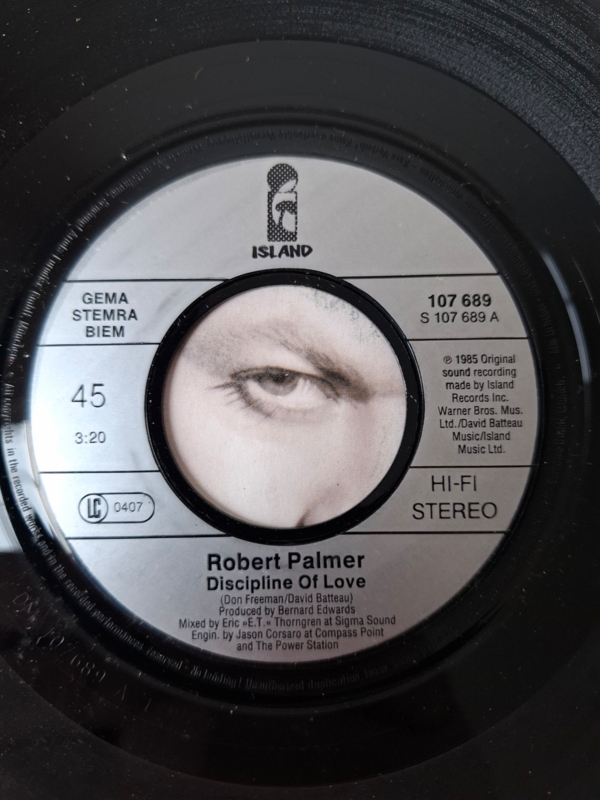 ISLAND
GEMA
STEMRA
BIEM
45
3:20
LC 0407
107 689
S 107 689 A
℗ 1985 Original
sound recording
made by Island
Records Inc.
Warner Bros. Mus.
Ltd./David Batteau
Music/Island
Music Ltd.
HI-FI
STEREO
Robert Palmer
Discipline Of Love
(Don Freeman/David Batteau)
Produced by Bernard Edwards
Mixed by Eric »E.T.« Thorngren at Sigma Sound
Engin. by Jason Corsaro at Compass Point
and The Power Station